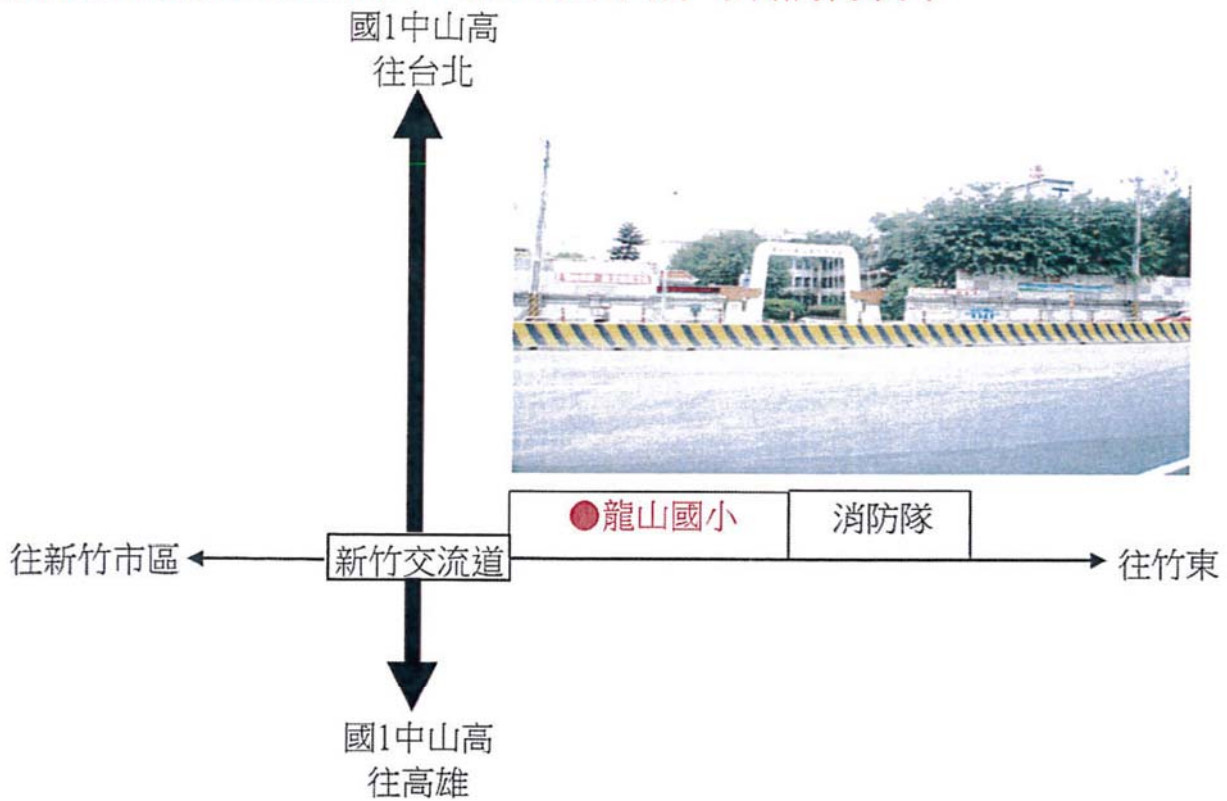 國1中山高
往台北
●龍山國小
消防隊
往新竹市區
新竹交流道
往竹東
國1中山高
往高雄